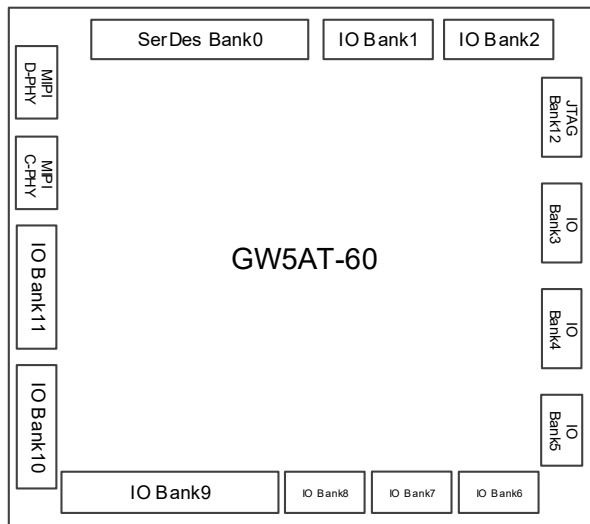 SerDes Bank0
IO Bank1
IO Bank2
MIPI
D-PHY
JTAG
Bank12
MIPI
C-PHY
IO
Bank3
IO Bank11
GW5AT-60
IO
Bank4
IO Bank10
IO
Bank5
IO Bank9
IO Bank8
IO Bank7
IO Bank6